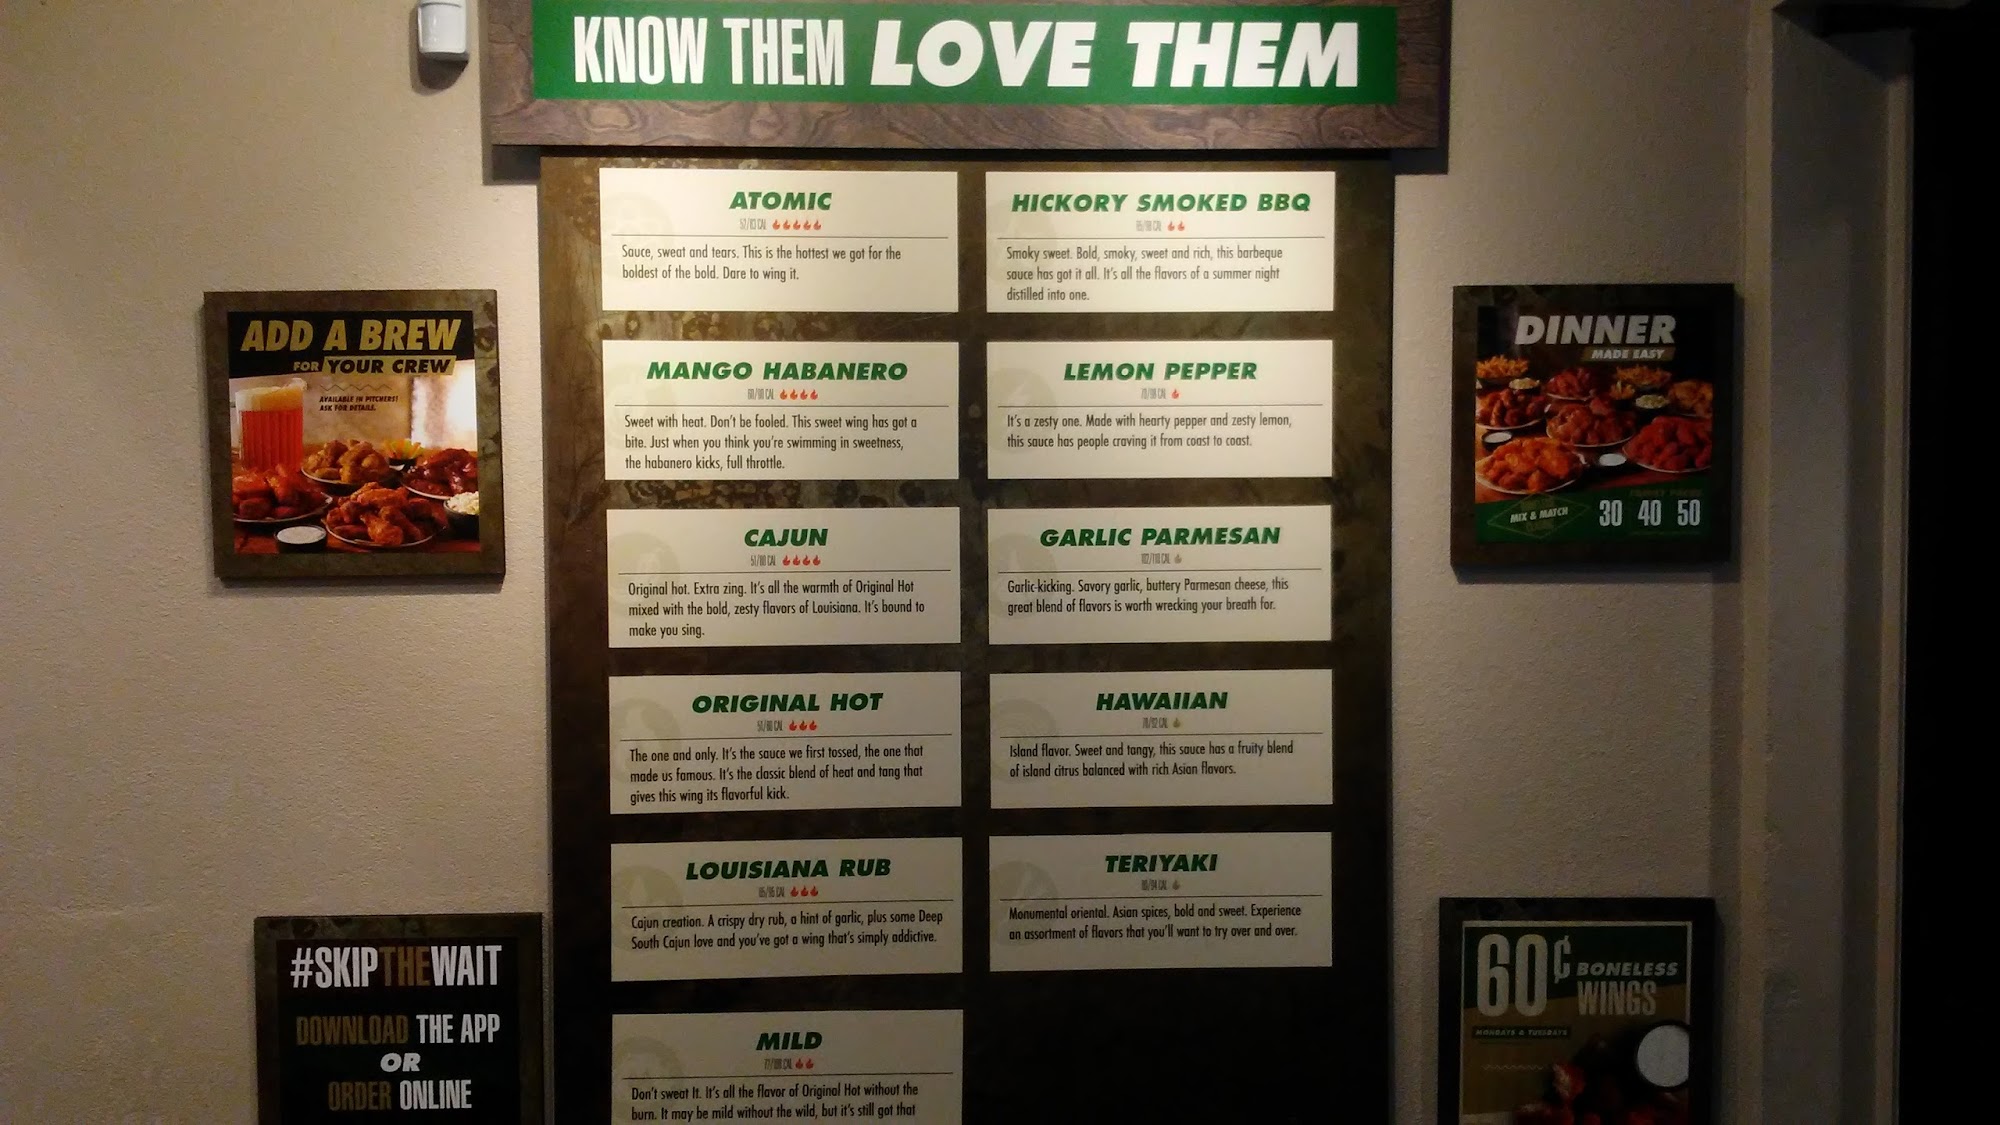 KNOW THEM LOVE THEM
ATOMIC
Sauce, sweat and tears. This is the hottest we got for the
boldest of the bold. Dare to wing it.
MANGO HABANERO
Sweet with heat. Don't be fooled. This sweet wing has got a
bite. Just when you think you're swimming in sweetness,
the habanero kicks, full throttle.
CAJUN
Original hot. Extra zing. It's all the warmth of Original Hot
mixed with the bold, zesty flavors of Louisiana. It's bound to
make you sing.
ORIGINAL HOT
The one and only. It's the sauce we first tossed, the one that
made us famous. It's the classic blend of heat and tang that
gives this wing its flavorful kick.
LOUISIANA RUB
Cajun creation. A crispy dry rub, a hint of garlic, plus some Deep
South Cajun love and you've got a wing that's simply addictive.
MILD
Don't sweat It. It's all the flavor of Original Hot without the
burn. It may be mild without the wild, but it's still got that
HICKORY SMOKED BBQ
Smoky sweet. Bold, smoky, sweet and rich, this barbeque
sauce has got it all. It's all the flavors of a summer night
distilled into one.
LEMON PEPPER
It's a zesty one. Made with hearty pepper and zesty lemon,
this sauce has people craving it from coast to coast.
GARLIC PARMESAN
Garlic-kicking. Savory garlic, buttery Parmesan cheese, this
great blend of flavors is worth wrecking your breath for.
HAWAIIAN
Island flavor. Sweet and tangy, this sauce has a fruity blend
of island citrus balanced with rich Asian flavors.
TERIYAKI
Monumental oriental. Asian spices, bold and sweet. Experience
an assortment of flavors that you'll want to try over and over.
ADD A BREW
FOR YOUR CREW
AVAILABLE IN PITCHERS!
ASK FOR DETAILS.
#SKIPTHEWAIT
DOWNLOAD THE APP
OR
ORDER ONLINE
DINNER
MADE EASY
MIX & MATCH
30 40 50
60¢ BONELESS
WINGS
MONDAYS & TUESDAYS